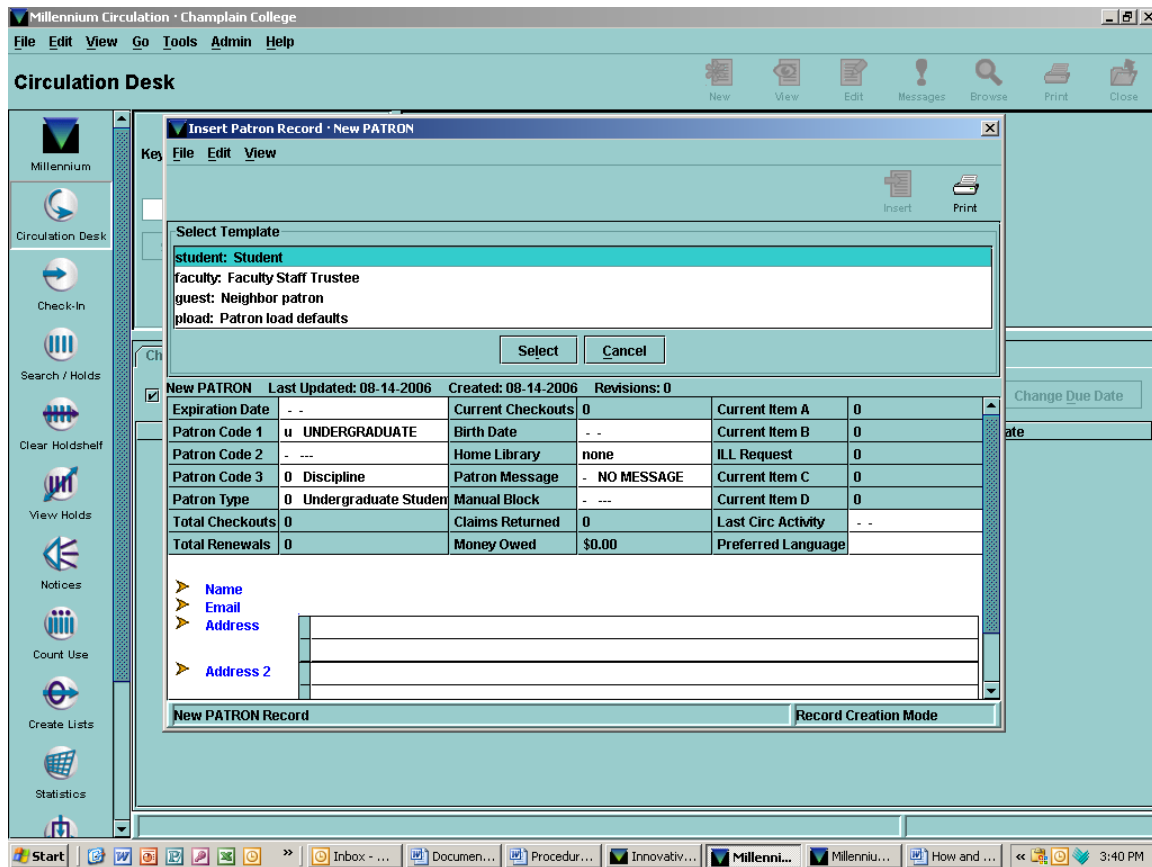 Millennium Circulation · Champlain College
File Edit View Go Tools Admin Help
Circulation Desk
New View Edit Messages Browse Print Close
Millennium
Circulation Desk
Check-In
Search / Holds
Clear Holdshelf
View Holds
Notices
Count Use
Create Lists
Statistics
Key
Ch
Change Due Date
ate
Insert Patron Record · New PATRON
File Edit View
Insert Print
Select Template
student: Student
faculty: Faculty Staff Trustee
guest: Neighbor patron
pload: Patron load defaults
Select Cancel
New PATRON Last Updated: 08-14-2006 Created: 08-14-2006 Revisions: 0
Expiration Date - - Current Checkouts 0 Current Item A 0
Patron Code 1 u UNDERGRADUATE Birth Date - - Current Item B 0
Patron Code 2 - --- Home Library none ILL Request 0
Patron Code 3 0 Discipline Patron Message - NO MESSAGE Current Item C 0
Patron Type 0 Undergraduate Studen Manual Block - --- Current Item D 0
Total Checkouts 0 Claims Returned 0 Last Circ Activity - -
Total Renewals 0 Money Owed $0.00 Preferred Language
Name
Email
Address
Address 2
New PATRON Record Record Creation Mode
Start » Inbox - ... Documen... Procedur... Innovativ... Millenni... Millenniu... How and ... « 3:40 PM